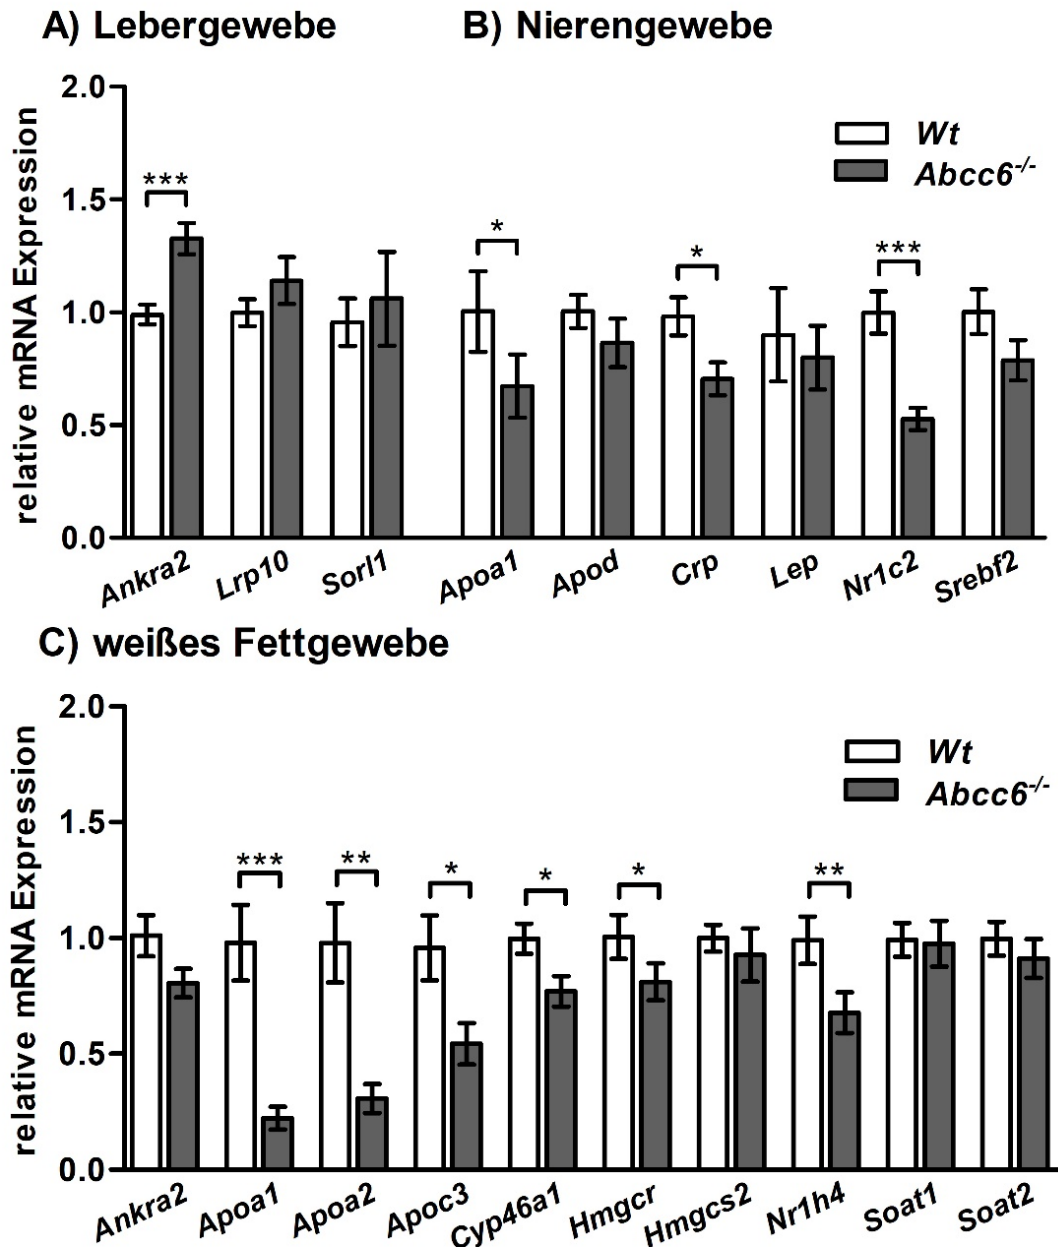 A) Lebergewebe
B) Nierengewebe
relative mRNA Expression
2.0
1.5
1.0
0.5
0.0
Wt
Abcc6-/-
***
*
*
***
Ankra2
Lrp10
Sorl1
Apoa1
Apod
Crp
Lep
Nr1c2
Srebf2
C) weißes Fettgewebe
relative mRNA Expression
2.0
1.5
1.0
0.5
0.0
Wt
Abcc6-/-
***
**
*
*
*
**
Ankra2
Apoa1
Apoa2
Apoc3
Cyp46a1
Hmgcr
Hmgcs2
Nr1h4
Soat1
Soat2